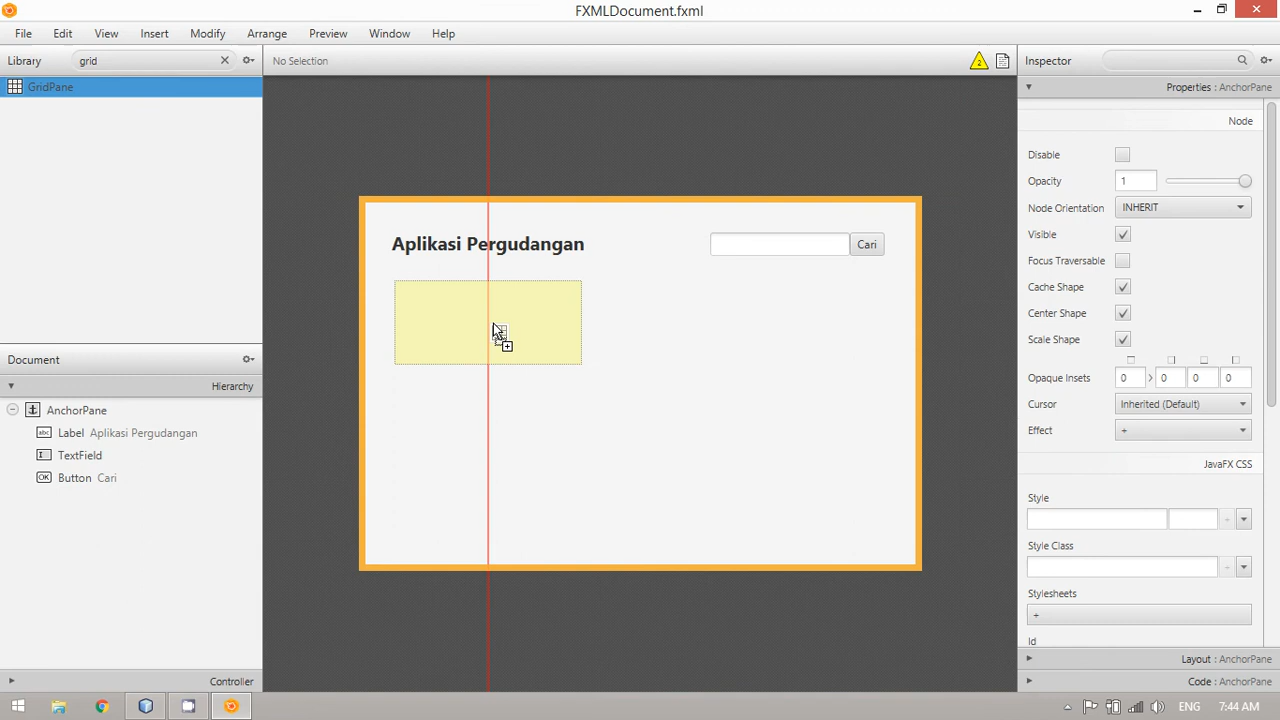 FXMLDocument.fxml
File Edit View Insert Modify Arrange Preview Window Help
Library grid No Selection Inspector
GridPane Properties : AnchorPane
Node
Disable
Opacity 1
Node Orientation INHERIT
Visible
Aplikasi Pergudangan Cari
Focus Traversable
Cache Shape
Center Shape
Scale Shape
Document
Opaque Insets 0 0 0 0
Hierarchy
Cursor Inherited (Default)
AnchorPane
Effect +
Label Aplikasi Pergudangan
TextField
JavaFX CSS
OK Button Cari
Style
Style Class
Stylesheets
+
Id
Layout : AnchorPane
Controller Code : AnchorPane
ENG 7:44 AM